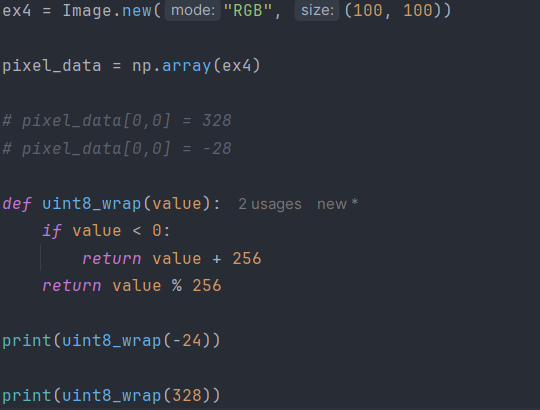 ex4 = Image.new( mode: "RGB", size: (100, 100))
pixel_data = np.array(ex4)
# pixel_data[0,0] = 328
# pixel_data[0,0] = -28
def uint8_wrap(value): 2 usages new *
if value < 0:
return value + 256
return value % 256
print(uint8_wrap(-24))
print(uint8_wrap(328))